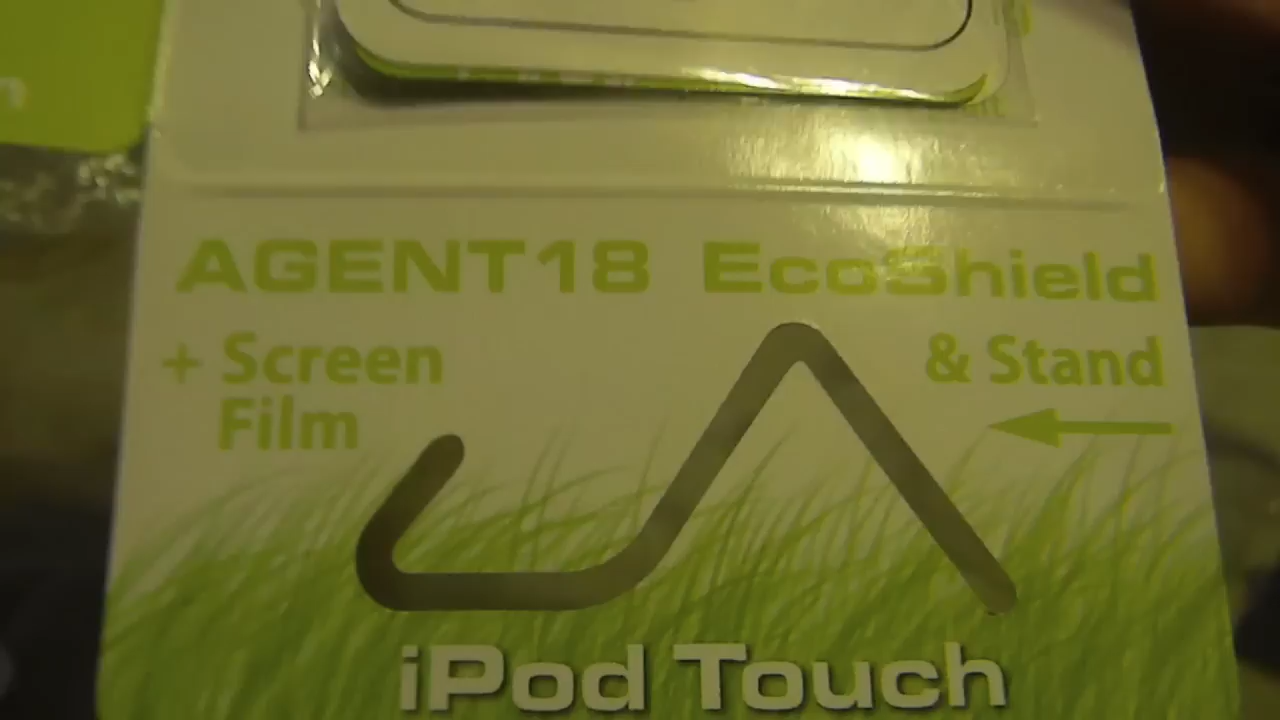 AGENT18 EcoShield
+ Screen
Film
& Stand
iPod Touch